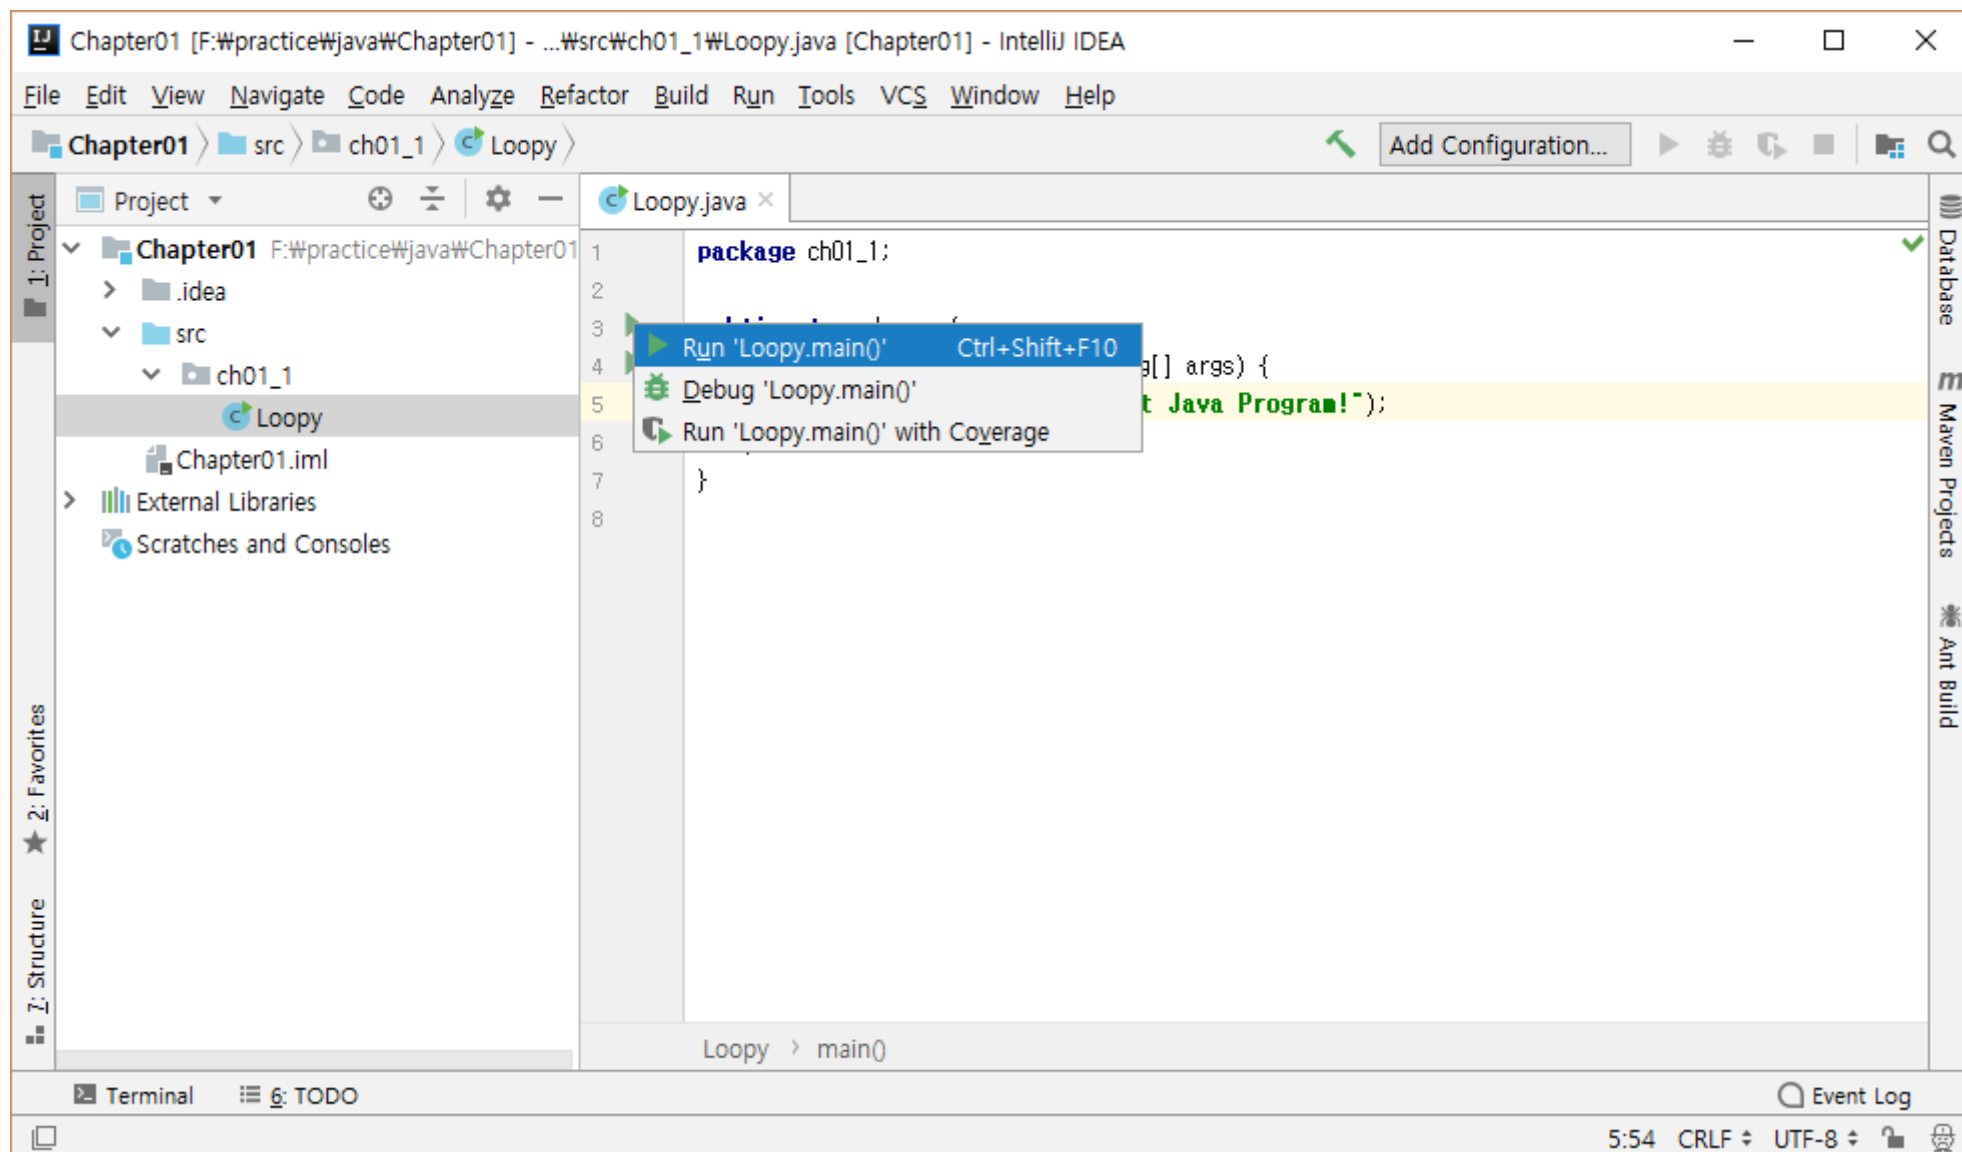 Chapter01 [F:₩practice₩java₩Chapter01] - ...₩src₩ch01_1₩Loopy.java [Chapter01] - IntelliJ IDEA
File Edit View Navigate Code Analyze Refactor Build Run Tools VCS Window Help
Chapter01 src ch01_1 Loopy Add Configuration...
1: Project
2: Favorites
7: Structure
Project
Chapter01 F:₩practice₩java₩Chapter01
.idea
src
ch01_1
Loopy
Chapter01.iml
External Libraries
Scratches and Consoles
Loopy.java
1 package ch01_1;
2
3
4 g[] args) {
5 t Java Program!");
6
7 }
8
Run 'Loopy.main()' Ctrl+Shift+F10
Debug 'Loopy.main()'
Run 'Loopy.main()' with Coverage
Loopy > main()
Database
m Maven Projects
Ant Build
Terminal 6: TODO Event Log
5:54 CRLF UTF-8